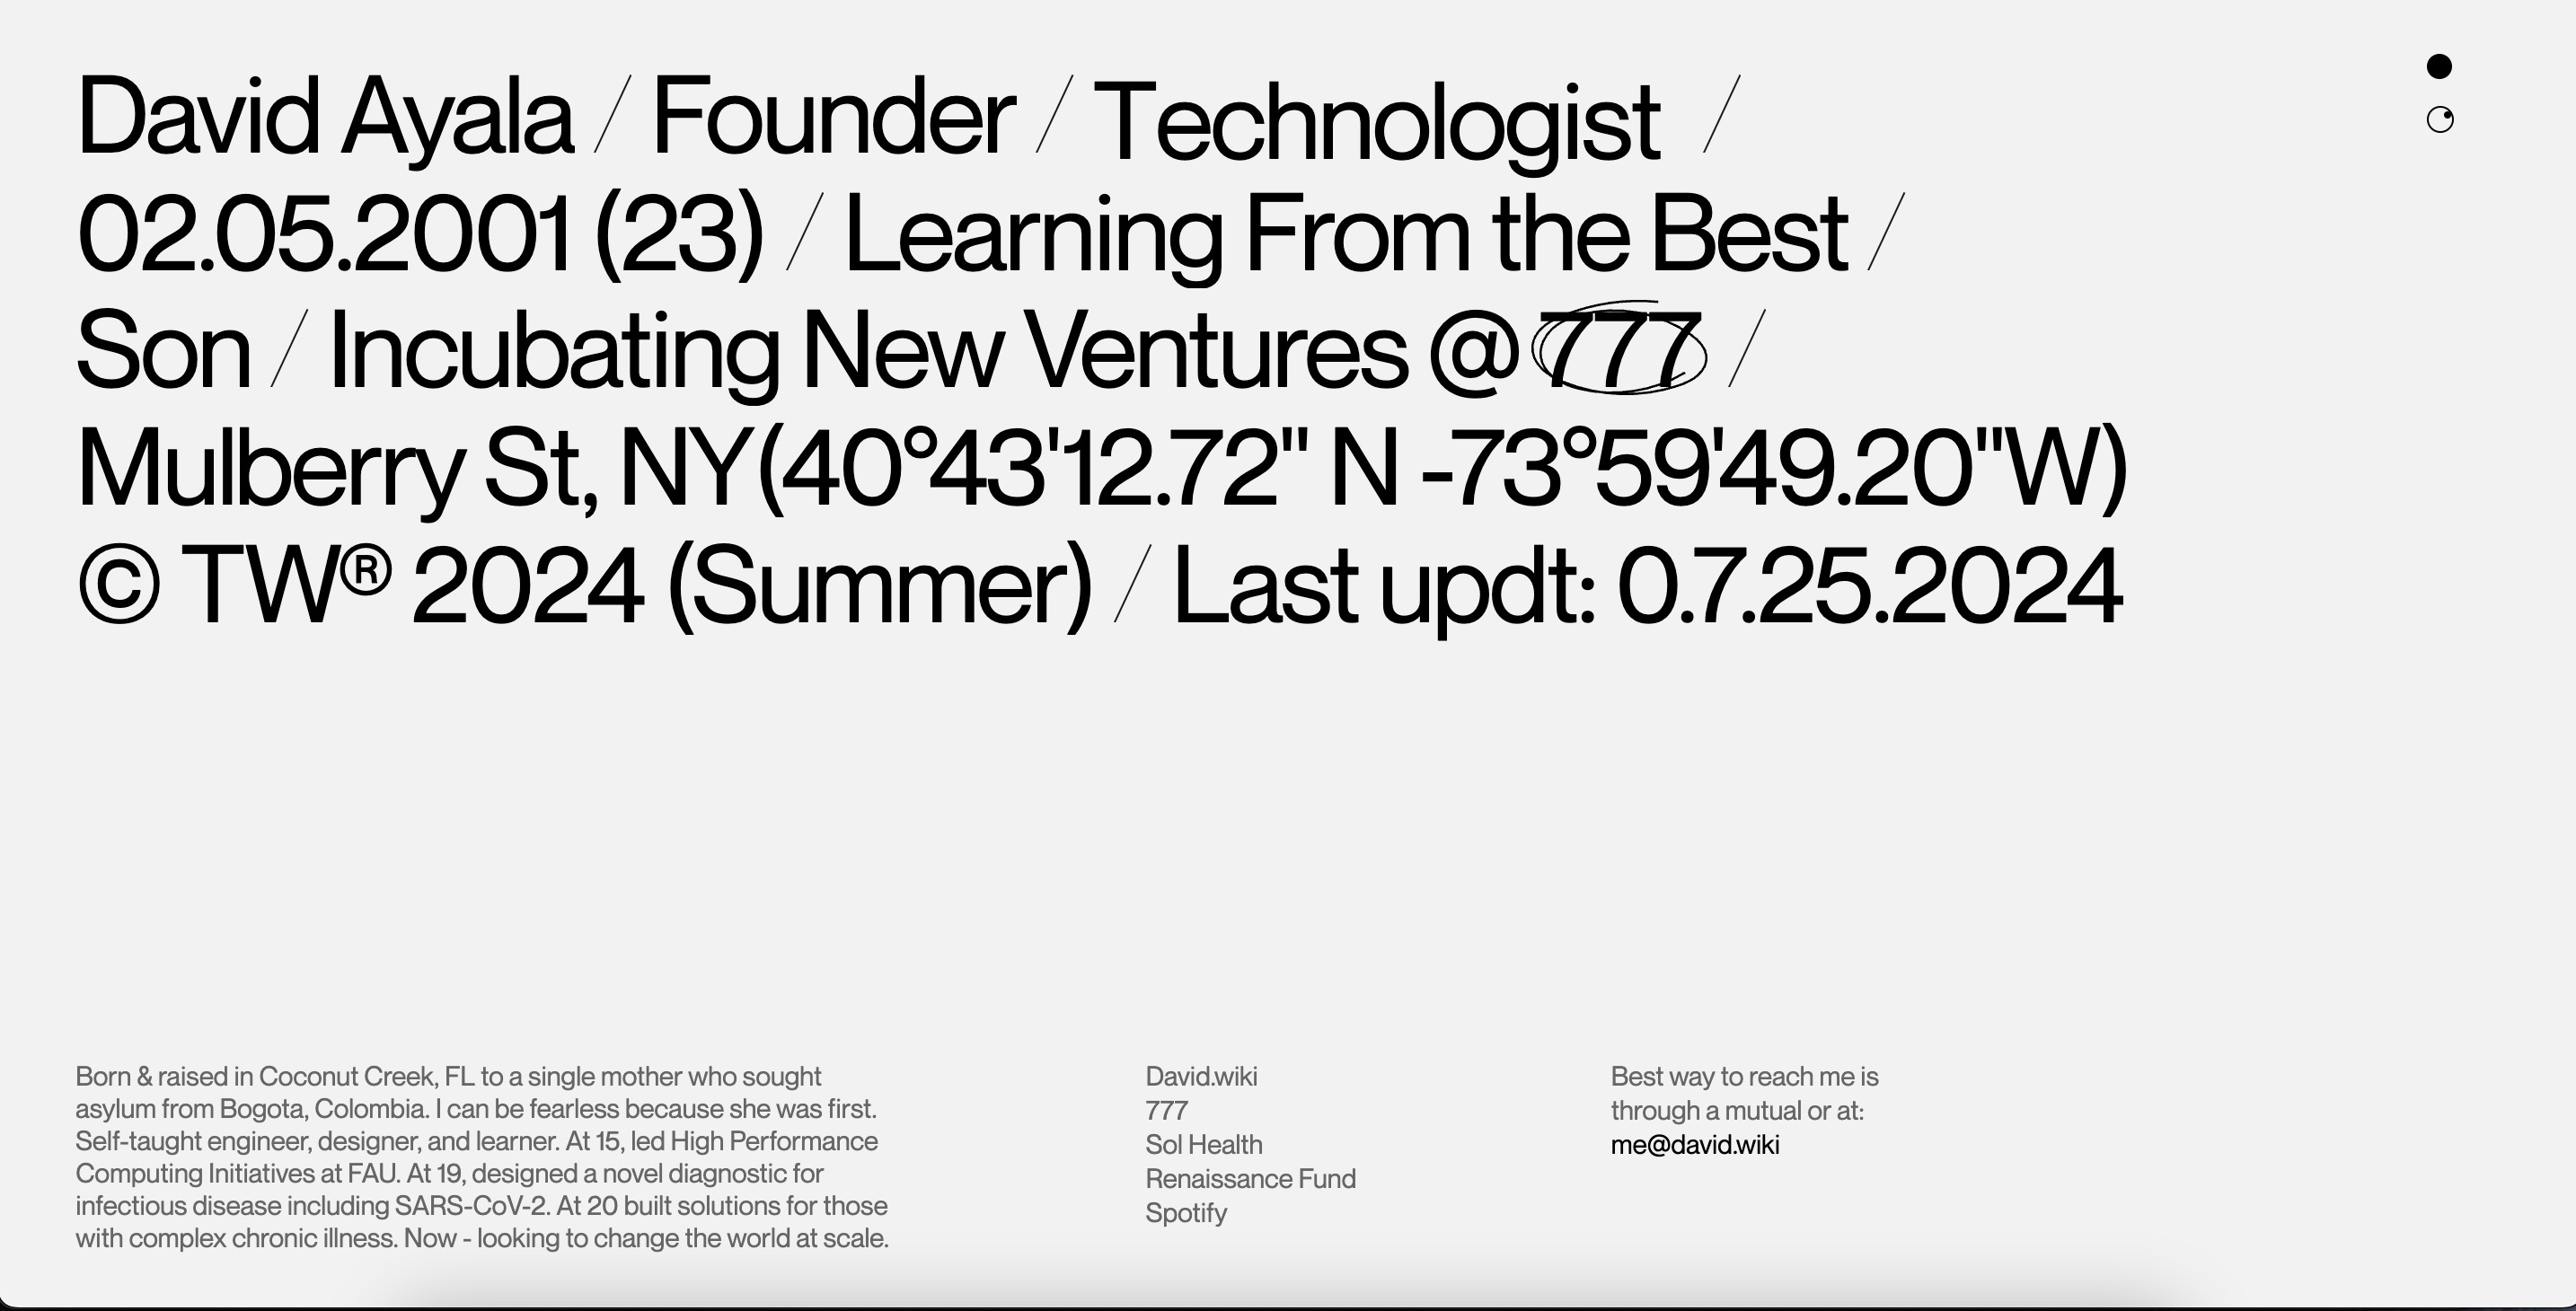 David Ayala / Founder / Technologist /
02.05.2001 (23) / Learning From the Best /
Son / Incubating New Ventures @ 777 /
Mulberry St, NY(40°43'12.72" N -73°59'49.20"W)
© TW® 2024 (Summer) / Last updt: 0.7.25.2024
Born & raised in Coconut Creek, FL to a single mother who sought
asylum from Bogota, Colombia. I can be fearless because she was first.
Self-taught engineer, designer, and learner. At 15, led High Performance
Computing Initiatives at FAU. At 19, designed a novel diagnostic for
infectious disease including SARS-CoV-2. At 20 built solutions for those
with complex chronic illness. Now - looking to change the world at scale.
David.wiki
777
Sol Health
Renaissance Fund
Spotify
Best way to reach me is
through a mutual or at:
me@david.wiki